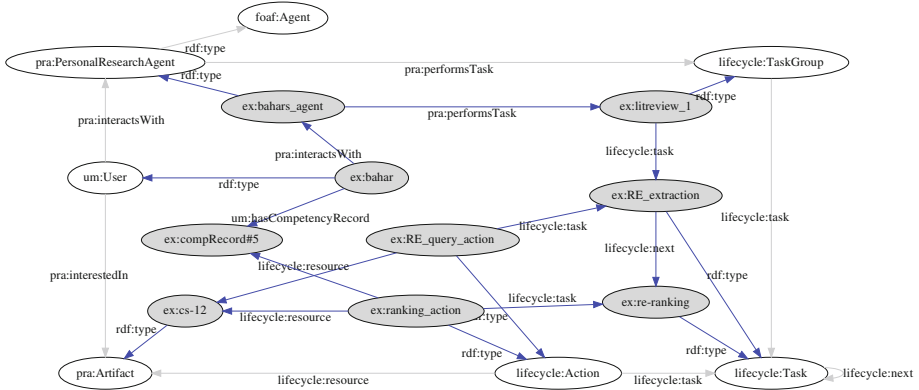 foaf:Agent
rdf:type
pra:PersonalResearchAgent
lifecycle:TaskGroup
pra:performsTask
rdf:type
rdf:type
ex:bahars_agent
ex:litreview_1
pra:performsTask
pra:interactsWith
pra:interactsWith
lifecycle:task
um:User
rdf:type
ex:bahar
ex:RE_extraction
um:hasCompetencyRecord
lifecycle:task
lifecycle:task
ex:compRecord#5
ex:RE_query_action
lifecycle:next
lifecycle:resource
pra:interestedIn
rdf:type
ex:cs-12
lifecycle:resource
ex:ranking_action
lifecycle:task
ex:re-ranking
rdf:type
rdf:type
rdf:type
rdf:type
pra:Artifact
lifecycle:resource
lifecycle:Action
lifecycle:task
lifecycle:Task
lifecycle:next